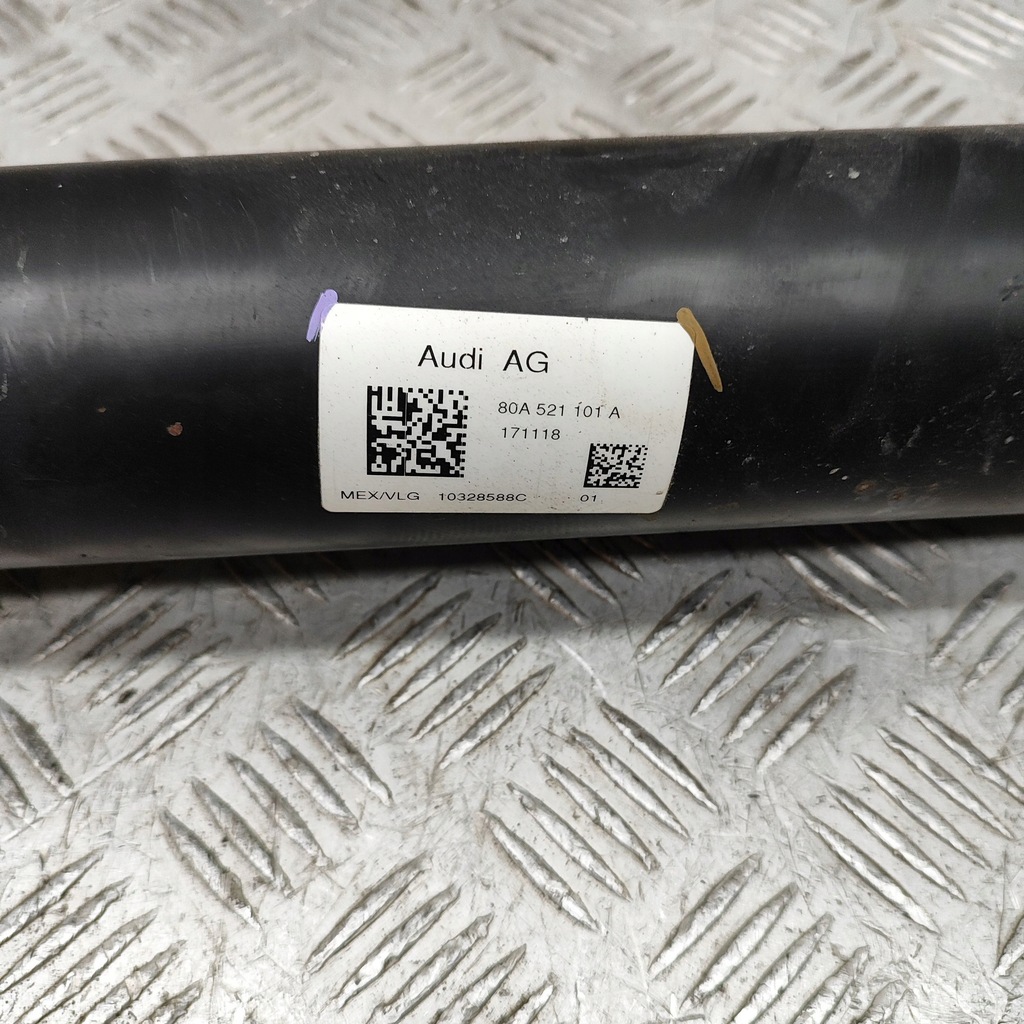 Audi AG
80A 521 101 A
171118
MEX/VLG 10328588C 01